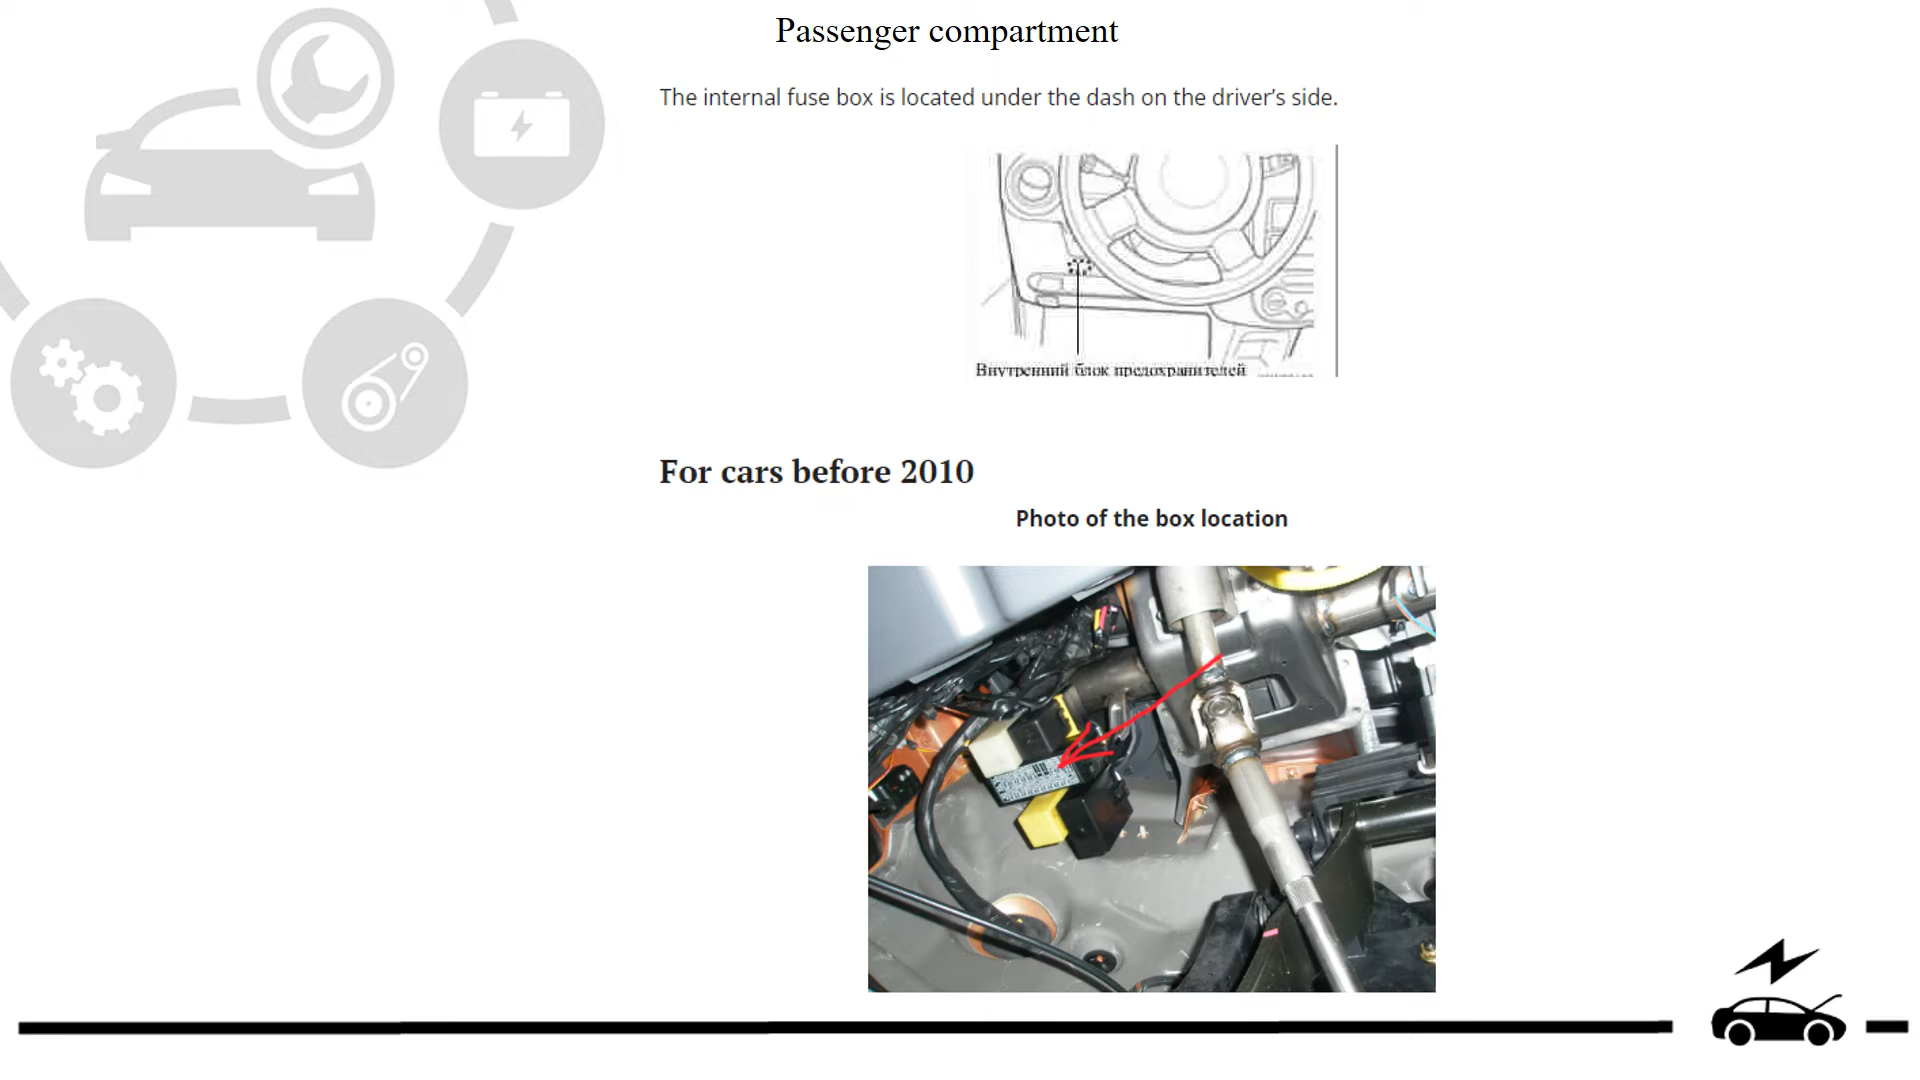 Passenger compartment
The internal fuse box is located under the dash on the driver’s side.
Внутренний блок предохранителей
For cars before 2010
Photo of the box location